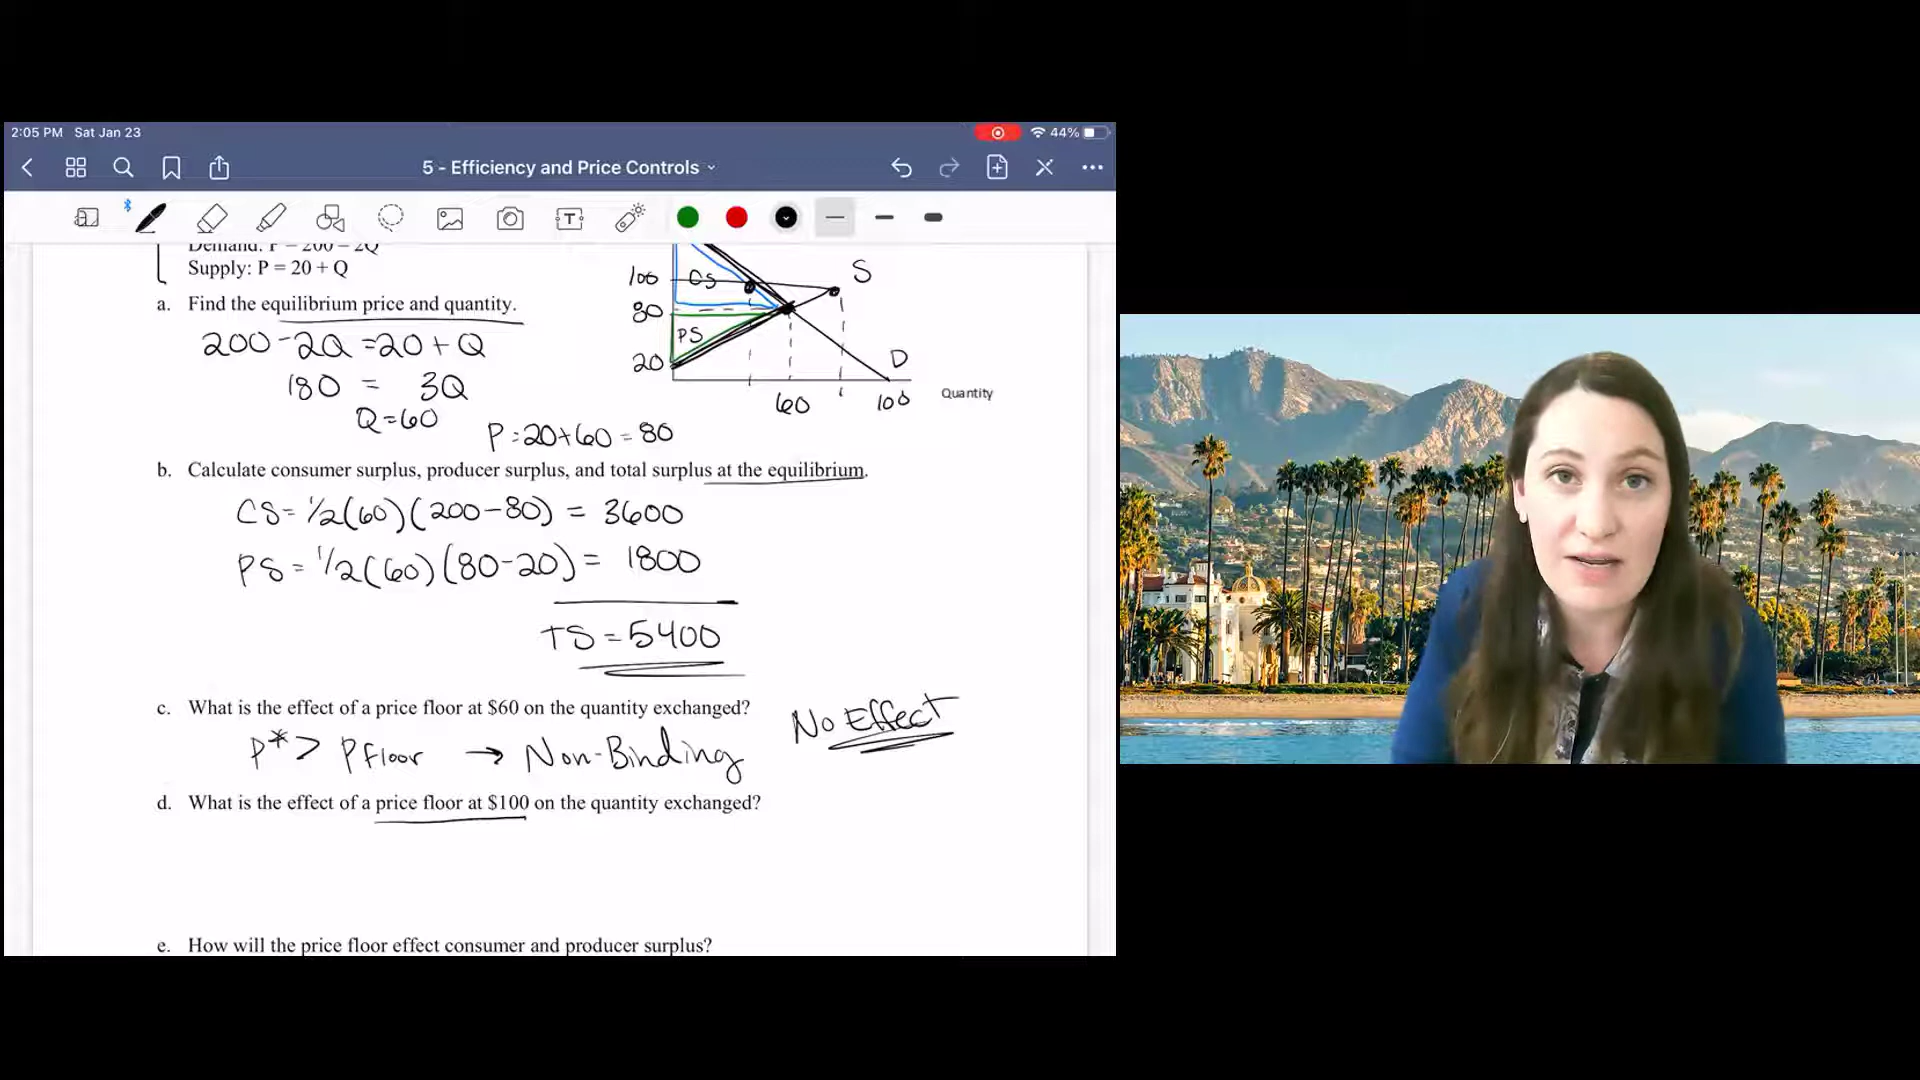 2:05 PM Sat Jan 23
44%
5 - Efficiency and Price Controls
Demand: P = 200 – 2Q
Supply: P = 20 + Q
a. Find the equilibrium price and quantity.
200 - 2Q = 20 + Q
180 = 3Q
Q = 60
P = 20 + 60 = 80
100 CS S
80
PS
20 D
60 100 Quantity
b. Calculate consumer surplus, producer surplus, and total surplus at the equilibrium.
CS = 1/2(60)(200-80) = 3600
PS = 1/2(60)(80-20) = 1800
TS = 5400
c. What is the effect of a price floor at $60 on the quantity exchanged?
No Effect
P* > P floor → Non-Binding
d. What is the effect of a price floor at $100 on the quantity exchanged?
e. How will the price floor effect consumer and producer surplus?